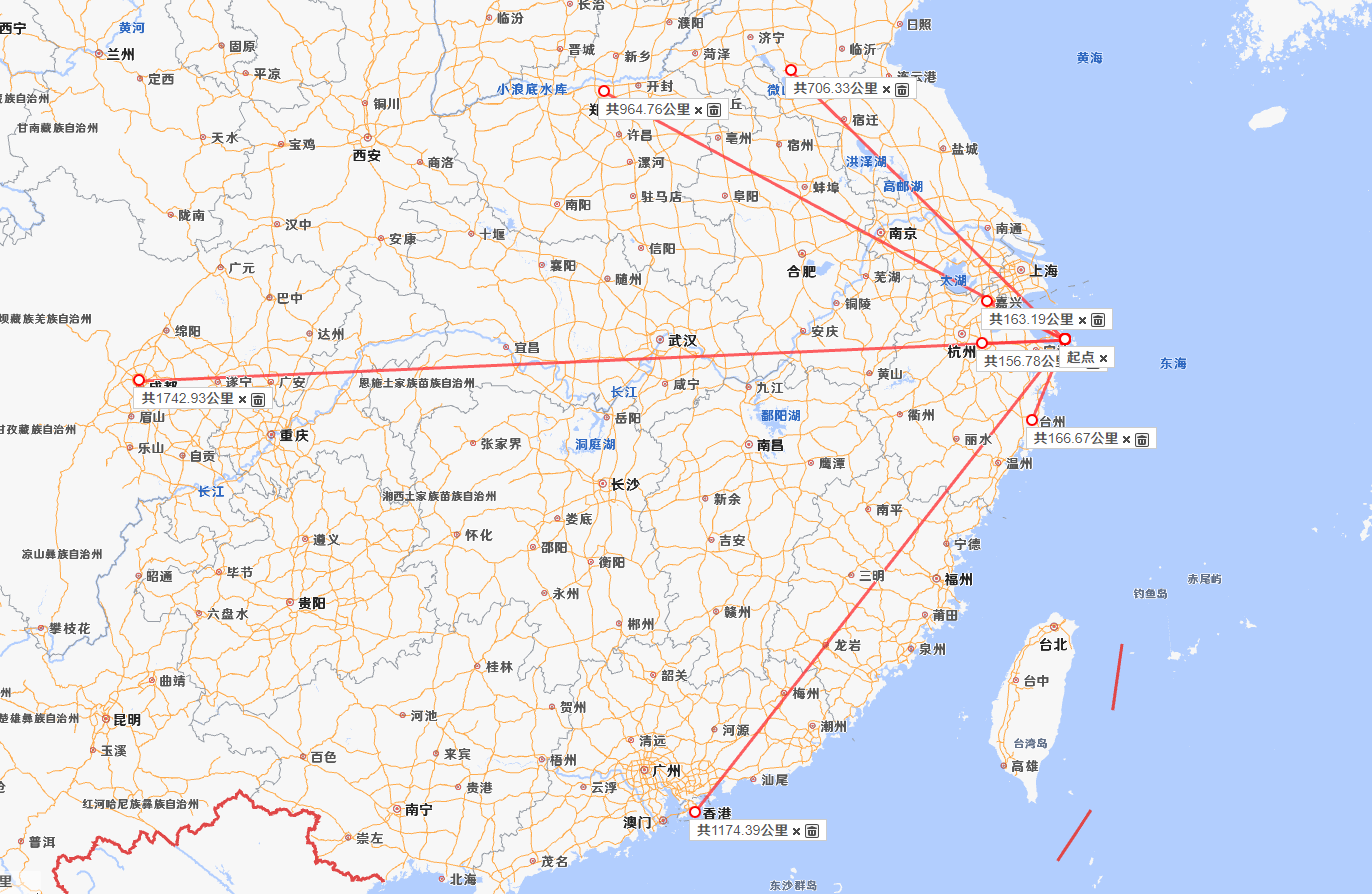 临汾
长治
濮阳
日照
西宁
黄河
济宁
黄海
兰州
固原
晋城
新乡
菏泽
临沂
定西
平凉
小浪底水库
开封
共706.33公里
族自治州
铜川
共964.76公里
丘
宿迁
甘南藏族自治州
天水
宝鸡
许昌
亳州
宿州
盐城
西安
商洛
漯河
洪泽湖
陇南
汉中
南阳
驻马店
阜阳
蚌埠
高邮湖
安康
十堰
信阳
南京
南通
广元
襄阳
随州
合肥
芜湖
太湖
上海
巴中
铜陵
嘉兴
坝藏族羌族自治州
绵阳
达州
宜昌
武汉
安庆
共163.19公里
杭州
共156.78公里
起点
东海
成都
遂宁
广安
恩施土家族苗族自治州
咸宁
九江
黄山
共1742.93公里
长江
眉山
岳阳
鄱阳湖
衢州
台州
甘孜藏族自治州
重庆
张家界
洞庭湖
南昌
丽水
共166.67公里
乐山
自贡
鹰潭
温州
长江
湘西土家族苗族自治州
长沙
新余
南平
娄底
凉山彝族自治州
遵义
怀化
邵阳
吉安
宁德
昭通
毕节
衡阳
三明
福州
赤尾屿
钓鱼岛
六盘水
贵阳
永州
赣州
莆田
攀枝花
郴州
龙岩
泉州
台北
曲靖
桂林
韶关
梅州
台中
州
楚雄彝族自治州
昆明
河池
贺州
河源
潮州
玉溪
百色
来宾
梧州
清远
台湾岛
广州
汕尾
高雄
贵港
云浮
红河哈尼族彝族自治州
南宁
澳门
香港
共1174.39公里
普洱
崇左
茂名
里
北海
东沙群岛